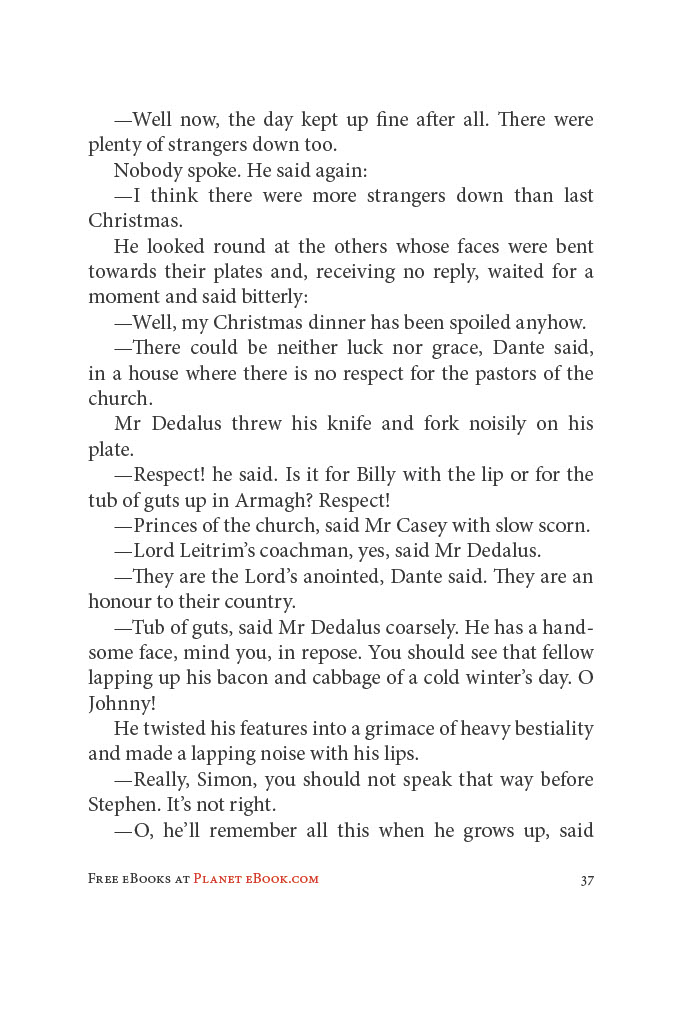 —Well now, the day kept up fine after all. There were
plenty of strangers down too.
Nobody spoke. He said again:
—I think there were more strangers down than last
Christmas.
He looked round at the others whose faces were bent
towards their plates and, receiving no reply, waited for a
moment and said bitterly:
—Well, my Christmas dinner has been spoiled anyhow.
—There could be neither luck nor grace, Dante said,
in a house where there is no respect for the pastors of the
church.
Mr Dedalus threw his knife and fork noisily on his
plate.
—Respect! he said. Is it for Billy with the lip or for the
tub of guts up in Armagh? Respect!
—Princes of the church, said Mr Casey with slow scorn.
—Lord Leitrim’s coachman, yes, said Mr Dedalus.
—They are the Lord’s anointed, Dante said. They are an
honour to their country.
—Tub of guts, said Mr Dedalus coarsely. He has a hand-
some face, mind you, in repose. You should see that fellow
lapping up his bacon and cabbage of a cold winter’s day. O
Johnny!
He twisted his features into a grimace of heavy bestiality
and made a lapping noise with his lips.
—Really, Simon, you should not speak that way before
Stephen. It’s not right.
—O, he’ll remember all this when he grows up, said
Free eBooks at Planet eBook.com 37